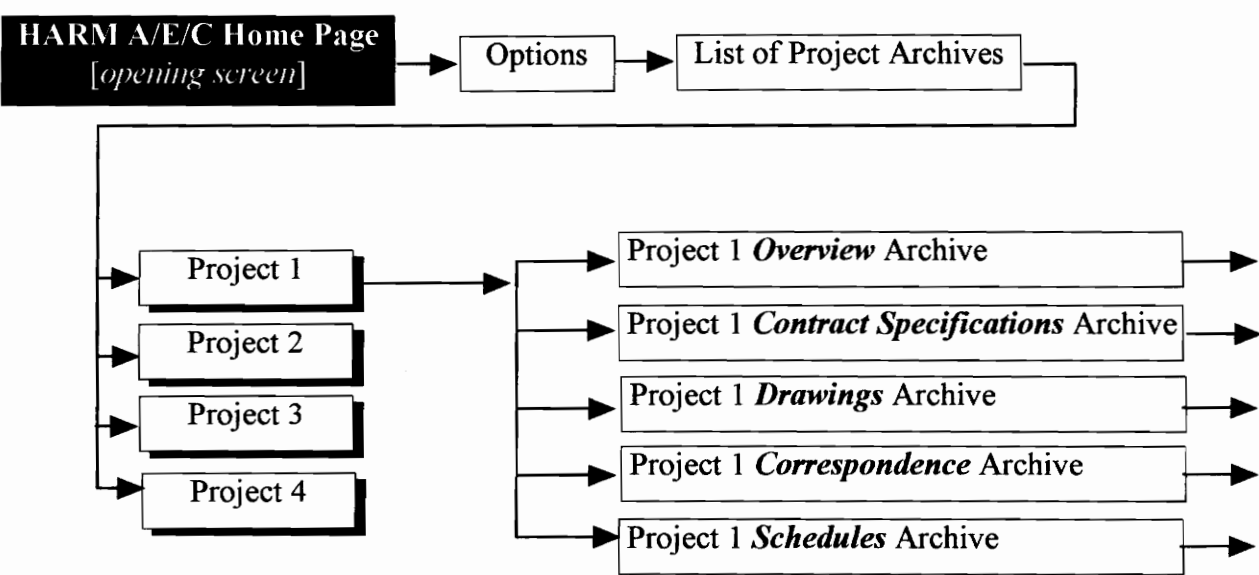 HARM A/E/C Home Page
[opening screen]
Options
List of Project Archives
Project 1
Project 2
Project 3
Project 4
Project 1 Overview Archive
Project 1 Contract Specifications Archive
Project 1 Drawings Archive
Project 1 Correspondence Archive
Project 1 Schedules Archive